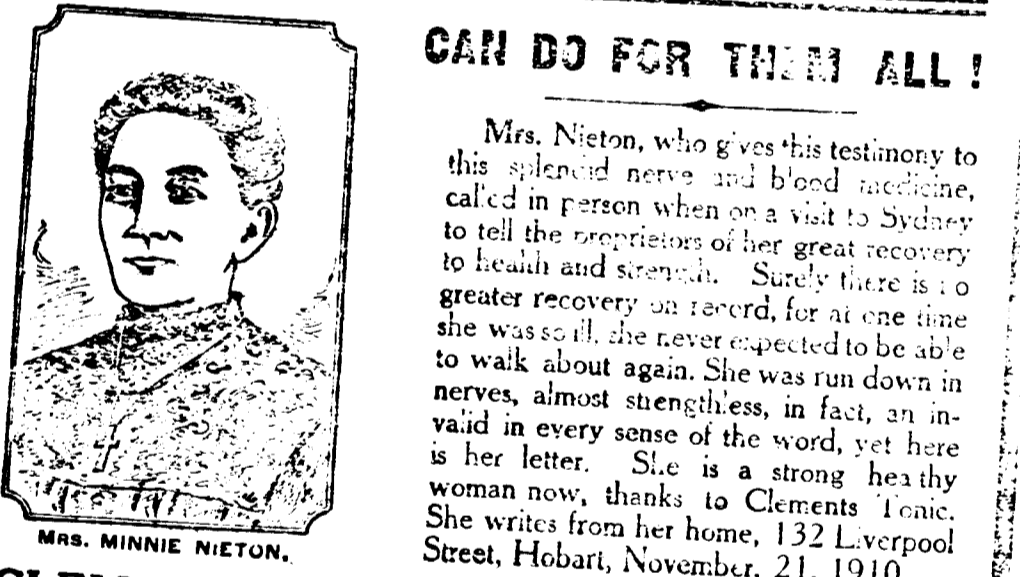 CAN DO FOR THEM ALL!
Mrs. Nieton, who gives this testimony to
this splendid nerve and blood medicine,
called in person when on a visit to Sydney
to tell the proprietors of her great recovery
to health and strength. Surely there is no
greater recovery on record, for at one time
she was so ill, she never expected to be able
to walk about again. She was run down in
nerves, almost strengthless, in fact, an in-
valid in every sense of the word, yet here
is her letter. She is a strong healthy
woman now, thanks to Clements Tonic.
She writes from her home, 132 Liverpool
Street, Hobart, November, 21, 1910
MRS. MINNIE NIETON.